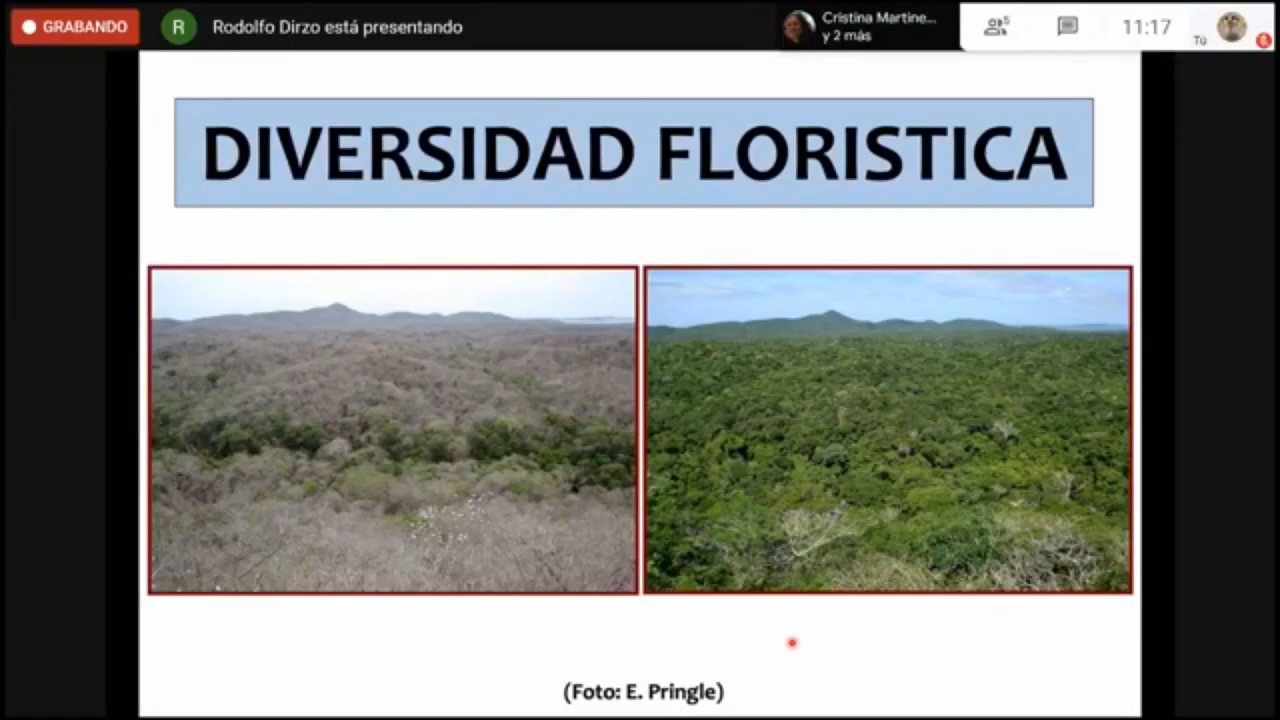 GRABANDO
R
Rodolfo Dirzo está presentando
Cristina Martine...
y 2 más
5
11:17
Tú
DIVERSIDAD FLORISTICA
(Foto: E. Pringle)